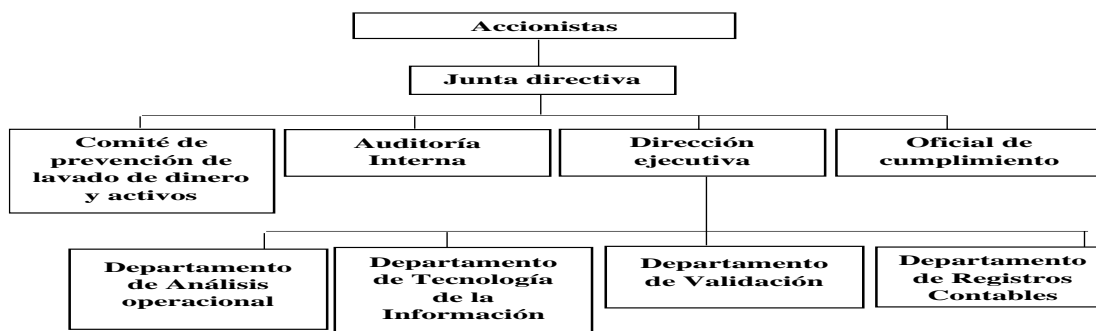 Accionistas
Junta directiva
Comité de
prevención de
lavado de dinero
y activos
Auditoría
Interna
Dirección
ejecutiva
Oficial de
cumplimiento
Departamento
de Análisis
operacional
Departamento
de Tecnología
de la
Información
Departamento
de Validación
Departamento
de Registros
Contables